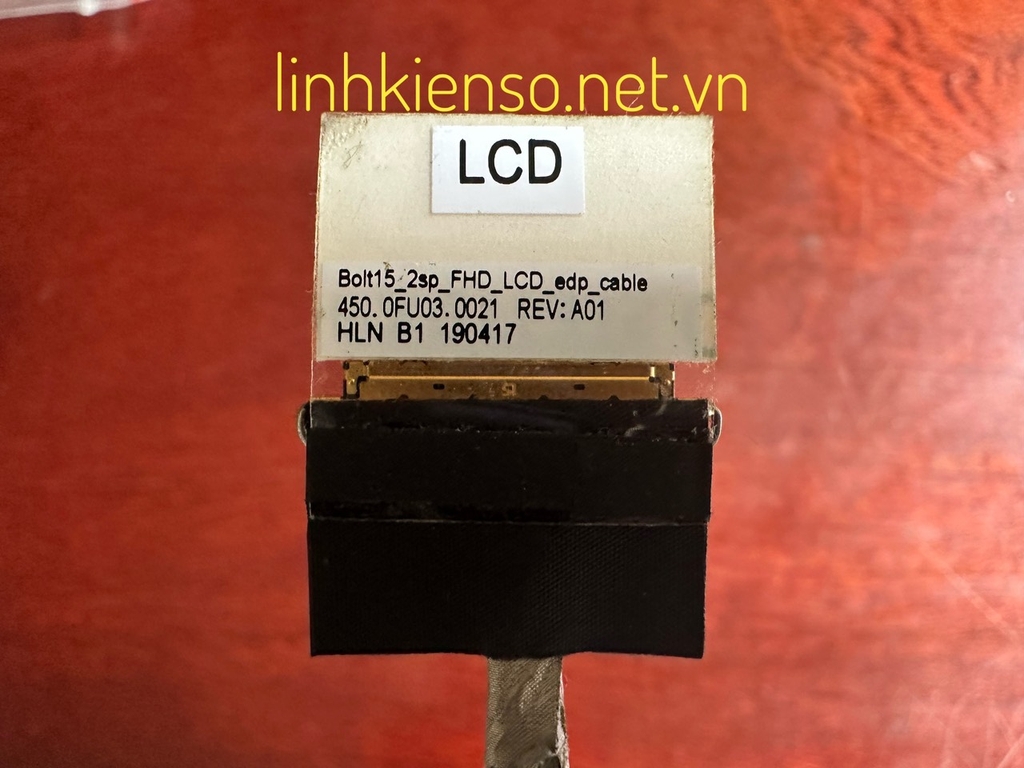 linhkienso.net.vn
LCD
Bolt15_2sp_FHD_LCD_edp_cable
450.0FU03.0021 REV:A01
HLN B1 190417